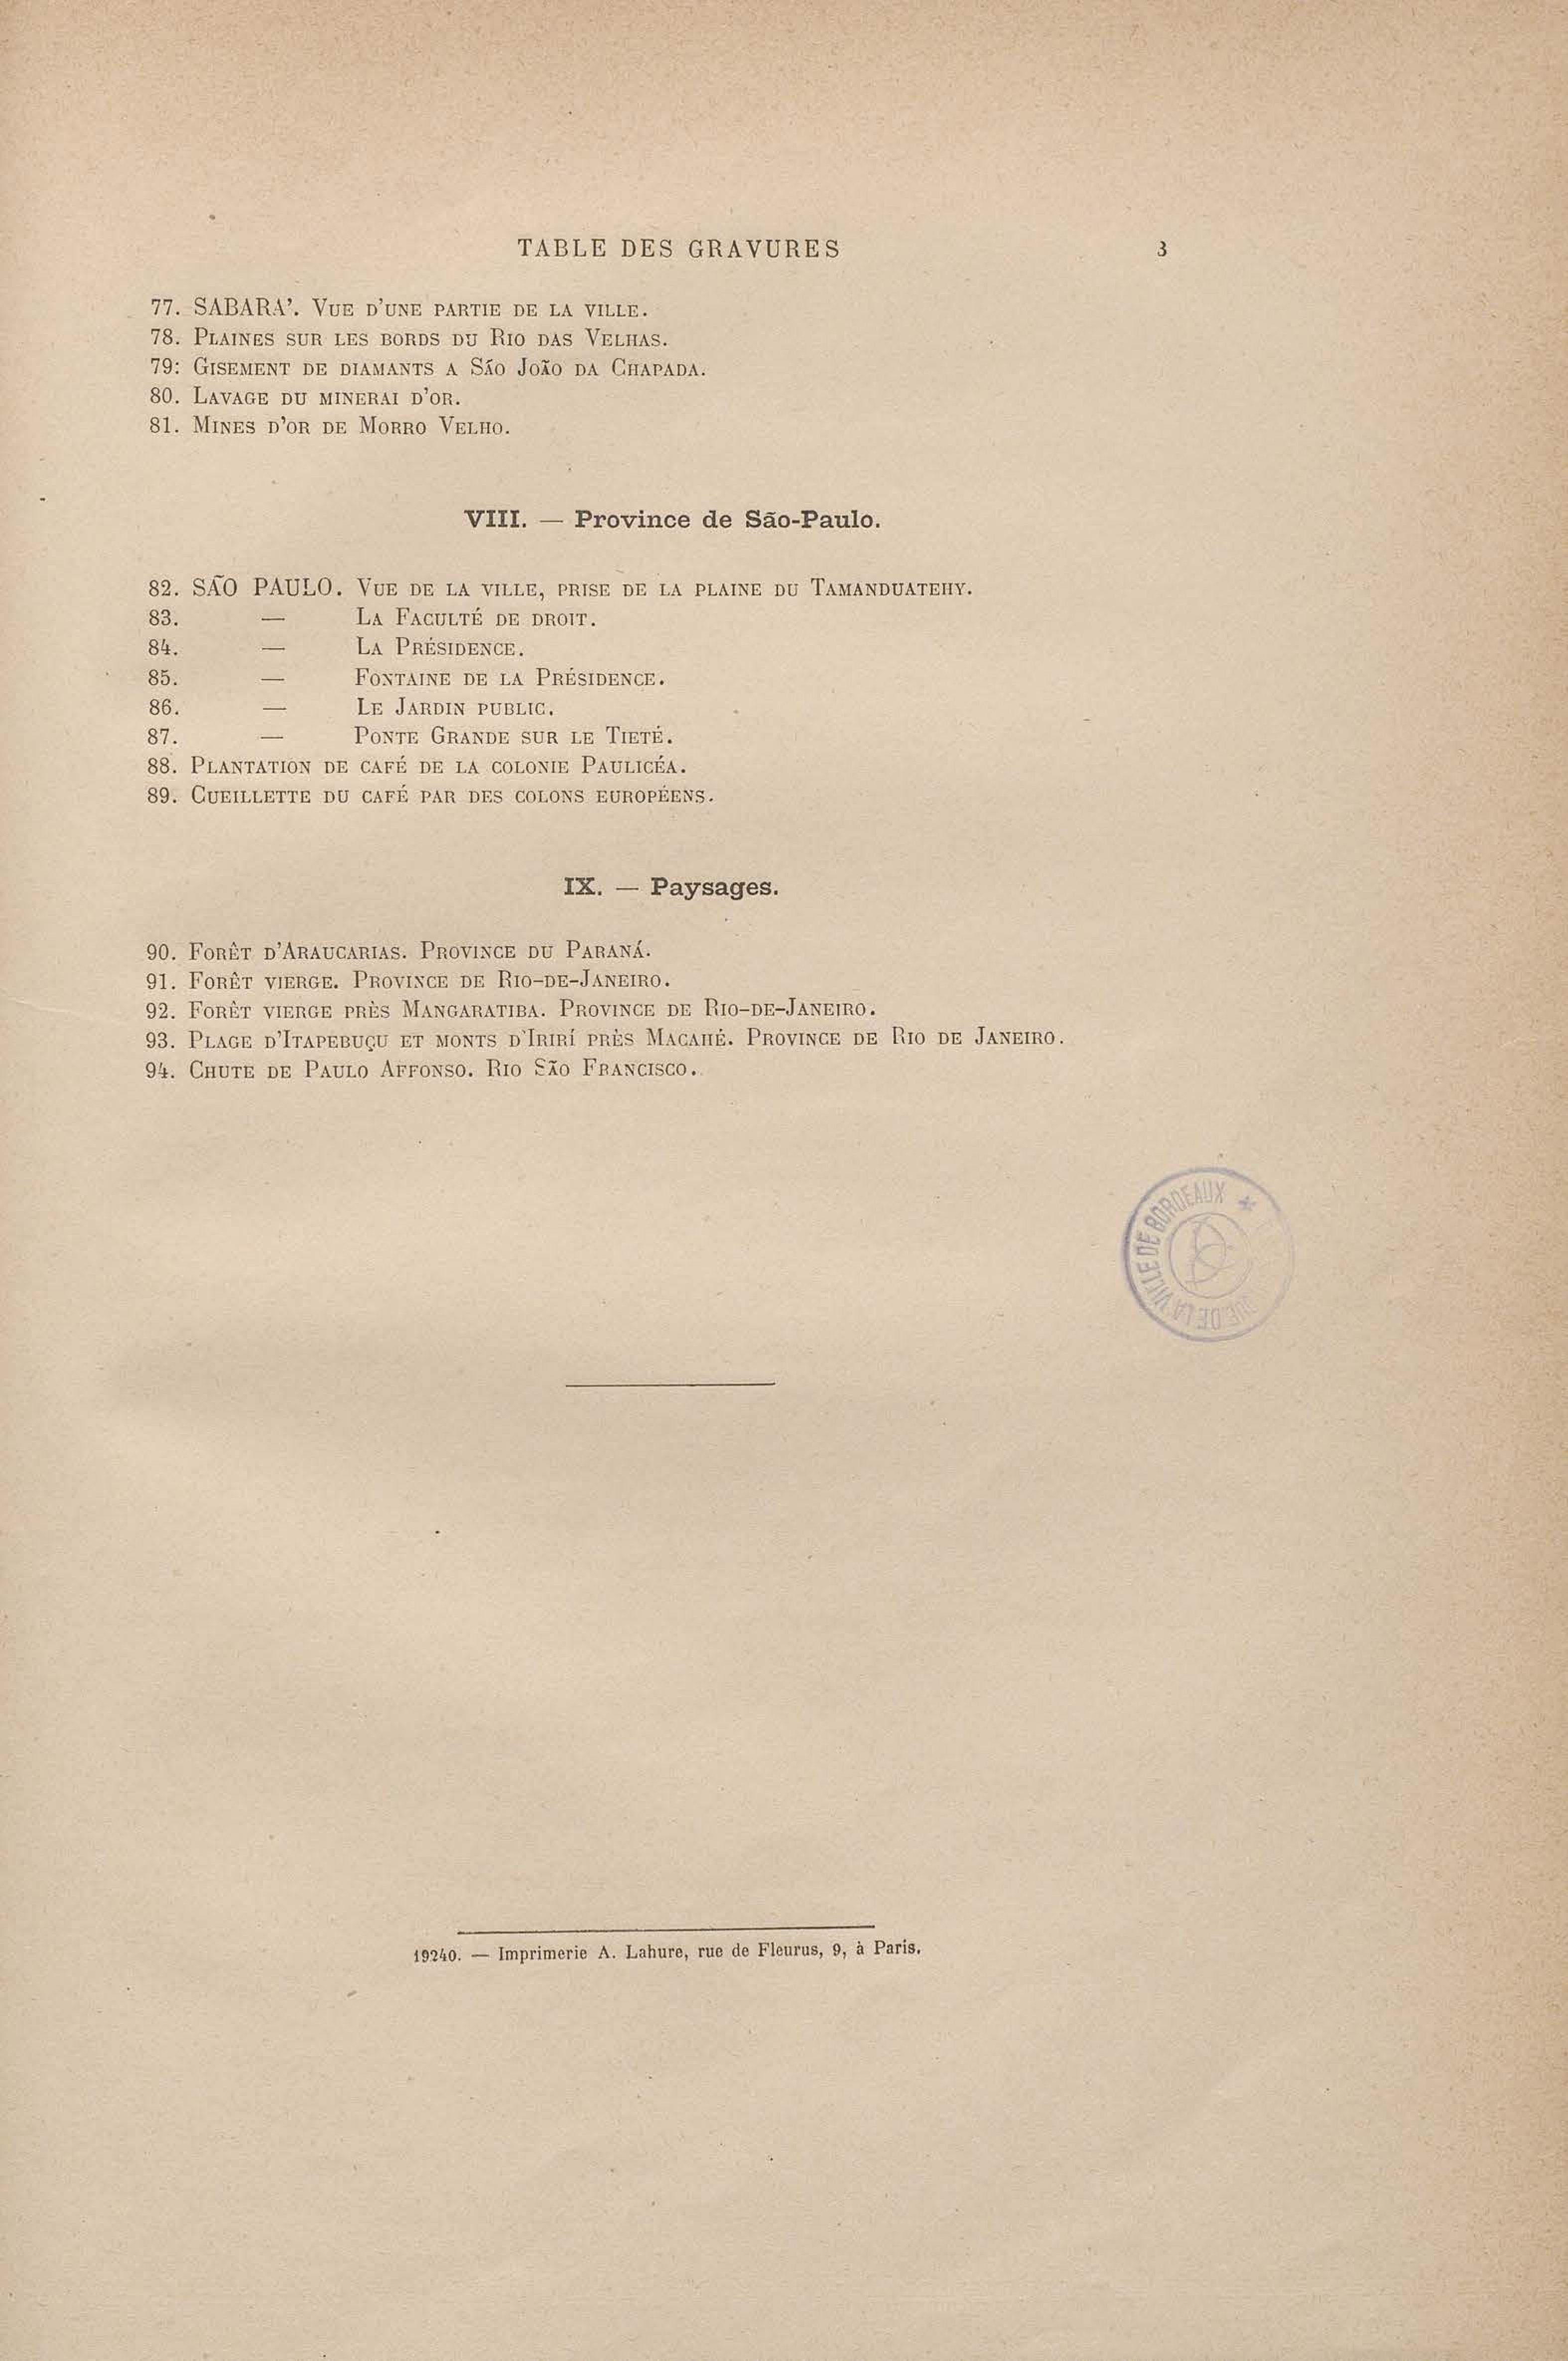 TABLE DES GRAVURES 3
77. SABARA'. Vue d'une partie de la ville.
78. Plaines sur les bords du Rio das Velhas.
79: Gisement de diamants a Sáo João da Chapada.
80. Lavage du minerai d'or.
81. Mines d'or de Morro Velho.
VIII. — Province de São-Paulo.
82. SÃO PAULO. Vue de la ville, prise de la plaine du Tamanduatehy.
83. — La Faculté de droit.
84. — La Présidence.
85. — Fontaine de la Présidence.
86. — Le Jardin public.
87. — Ponte Grande sur le Tieté.
88. Plantation de café de la colonie Paulicéa.
89. Cueillette du café par des colons européens.
IX. — Paysages.
90. Forêt d'Araucarias. Province du Paraná.
91. Forêt vierge. Province de Rio-de-Janeiro.
92. Forêt vierge près Mangaratiba. Province de Rio-de-Janeiro.
93. Plage d'Itapebuçu et monts d'Irirí près Macahé. Province de Rio de Janeiro.
94. Chute de Paulo Affonso. Rio São Francisco.
DE LA VILLE DE BORDEAUX *
19240. — Imprimerie A. Lahure, rue de Fleurus, 9, à Paris.